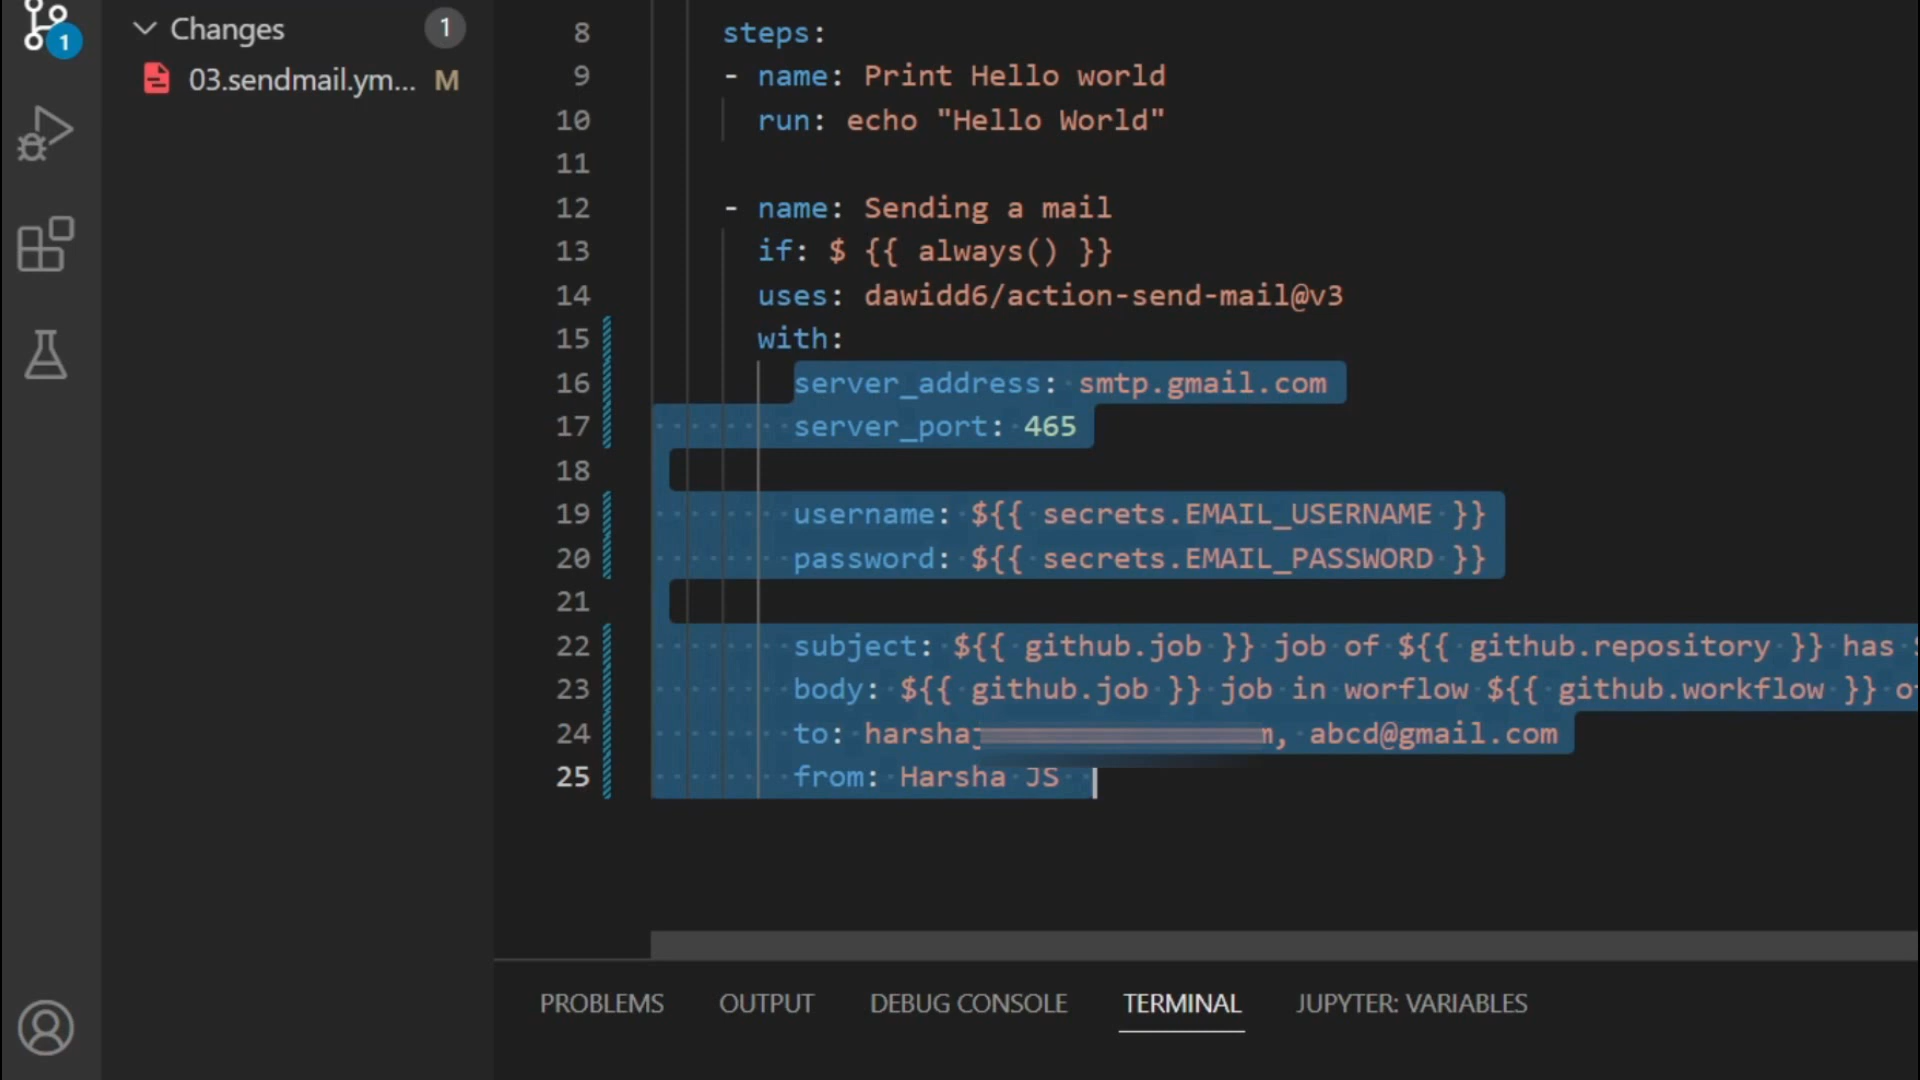 1
Changes
1
03.sendmail.ym... M
8 steps:
9 - name: Print Hello world
10 run: echo "Hello World"
11
12 - name: Sending a mail
13 if: $ {{ always() }}
14 uses: dawidd6/action-send-mail@v3
15 with:
16 server_address: smtp.gmail.com
17 server_port: 465
18
19 username: ${{ secrets.EMAIL_USERNAME }}
20 password: ${{ secrets.EMAIL_PASSWORD }}
21
22 subject: ${{ github.job }} job of ${{ github.repository }} has
23 body: ${{ github.job }} job in worflow ${{ github.workflow }}
24 to: abcd@gmail.com
25 from: Harsha JS
PROBLEMS OUTPUT DEBUG CONSOLE TERMINAL JUPYTER: VARIABLES